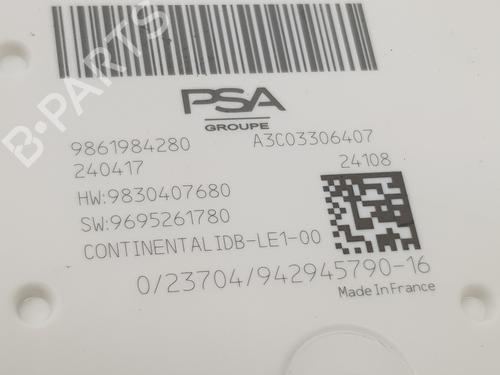 B-PARTS
PSA
GROUPE
9861984280 A3C03306407
240417 24108
HW:9830407680
SW:9695261780
CONTINENTALIDB-LE1-00
0/23704/942945790-16
Made In France